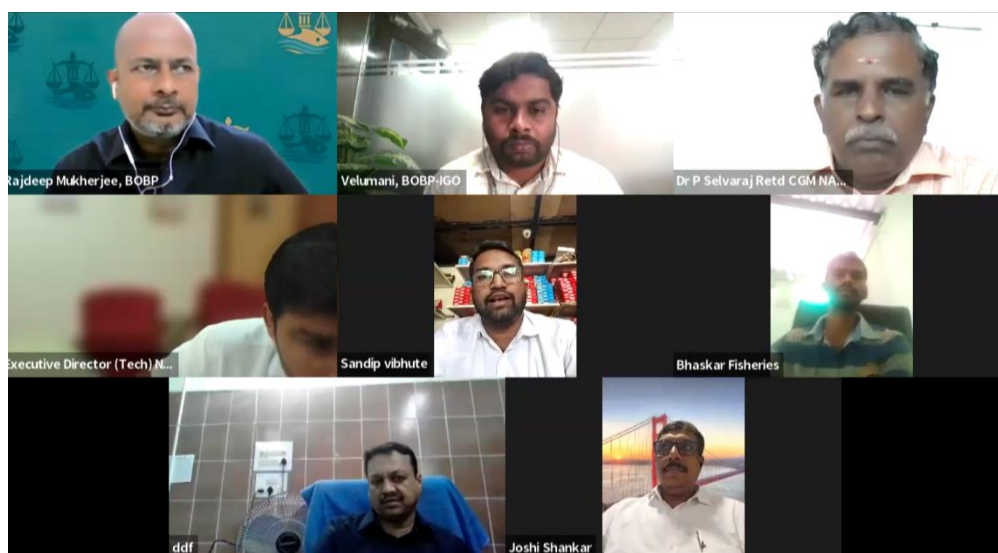 Rajdeep Mukherjee, BOBP
Velumani, BOBP-IGO
Dr P Selvaraj Retd CGM NA...
Executive Director (Tech) N...
Sandip vibhute
Bhaskar Fisheries
ddf
Joshi Shankar